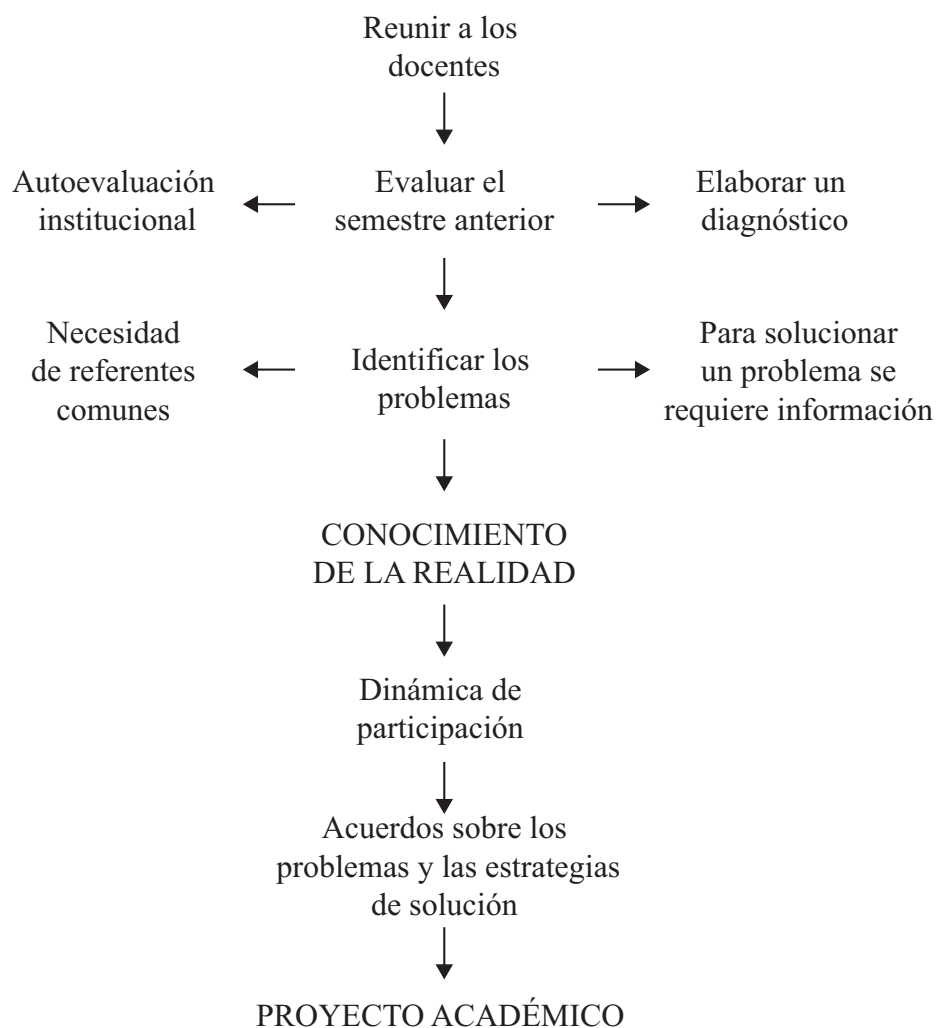 Reunir a los
docentes
Autoevaluación
institucional
Evaluar el
semestre anterior
Elaborar un
diagnóstico
Necesidad
de referentes
comunes
Identificar los
problemas
Para solucionar
un problema se
requiere información
CONOCIMIENTO
DE LA REALIDAD
Dinámica de
participación
Acuerdos sobre los
problemas y las estrategias
de solución
PROYECTO ACADÉMICO